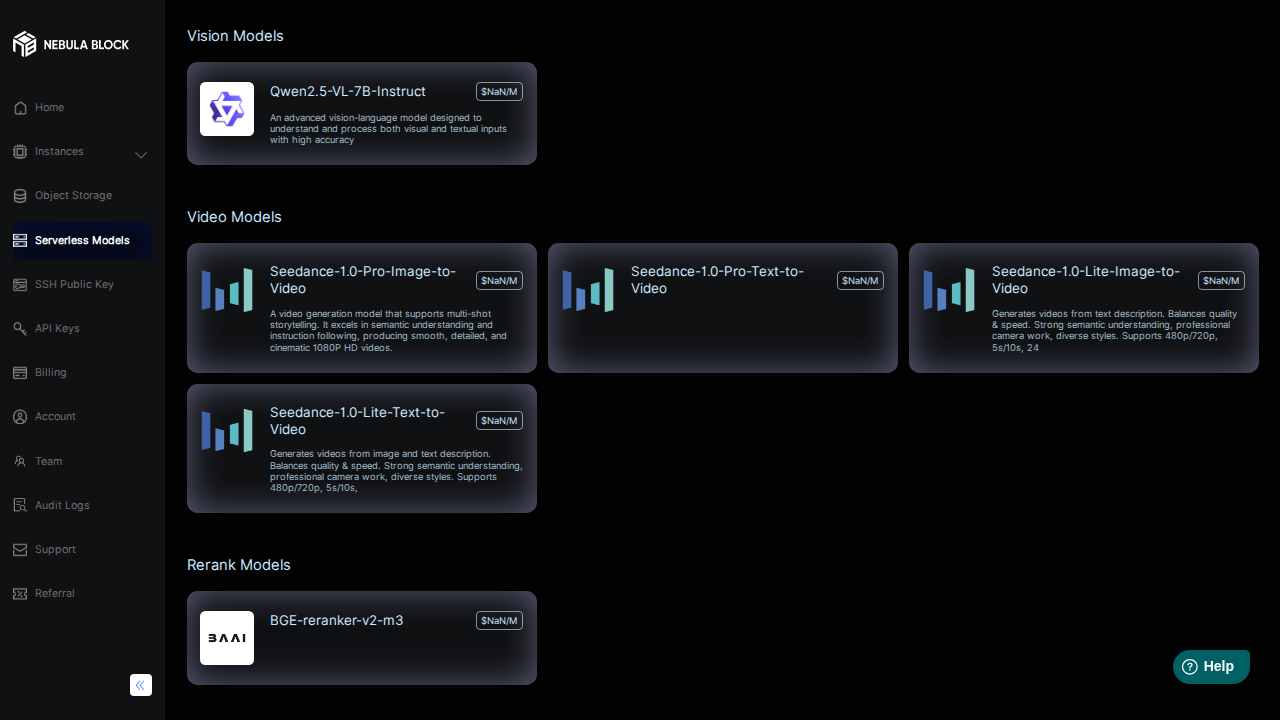 NEBULA BLOCK
Home
Instances
Object Storage
Serverless Models
SSH Public Key
API Keys
Billing
Account
Team
Audit Logs
Support
Referral
Vision Models
Qwen2.5-VL-7B-Instruct
$NaN/M
An advanced vision-language model designed to
understand and process both visual and textual inputs
with high accuracy
Video Models
Seedance-1.0-Pro-Image-to-
Video
$NaN/M
A video generation model that supports multi-shot
storytelling. It excels in semantic understanding and
instruction following, producing smooth, detailed, and
cinematic 1080P HD videos.
Seedance-1.0-Pro-Text-to-
Video
$NaN/M
Seedance-1.0-Lite-Image-to-
Video
$NaN/M
Generates videos from text description. Balances quality
& speed. Strong semantic understanding, professional
camera work, diverse styles. Supports 480p/720p,
5s/10s, 24
Seedance-1.0-Lite-Text-to-
Video
$NaN/M
Generates videos from image and text description.
Balances quality & speed. Strong semantic understanding,
professional camera work, diverse styles. Supports
480p/720p, 5s/10s,
Rerank Models
BAAI
BGE-reranker-v2-m3
$NaN/M
Help